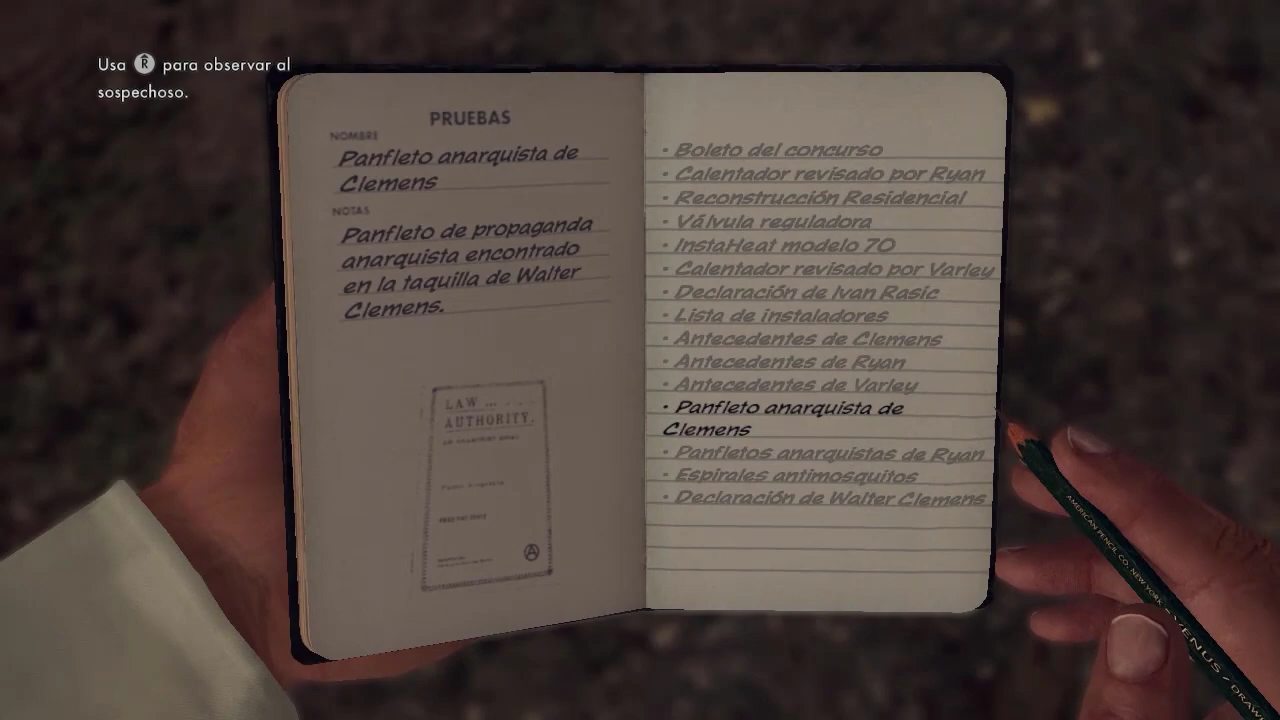 Usa R para observar al
sospechoso.
PRUEBAS
NOMBRE
Panfleto anarquista de
Clemens
NOTAS
Panfleto de propaganda
anarquista encontrado
en la taquilla de Walter
Clemens.
LAW
AUTHORITY.
• Boleto del concurso
• Calentador revisado por Ryan
• Reconstrucción Residencial
• Válvula reguladora
• InstaHeat modelo 70
• Calentador revisado por Varley
• Declaración de Ivan Rasic
• Lista de instaladores
• Antecedentes de Clemens
• Antecedentes de Ryan
• Antecedentes de Varley
• Panfleto anarquista de
Clemens
• Panfletos anarquistas de Ryan
• Espirales antimosquitos
• Declaración de Walter Clemens
AMERICAN PENCIL CO. NEW YORK VENUS / DRAW